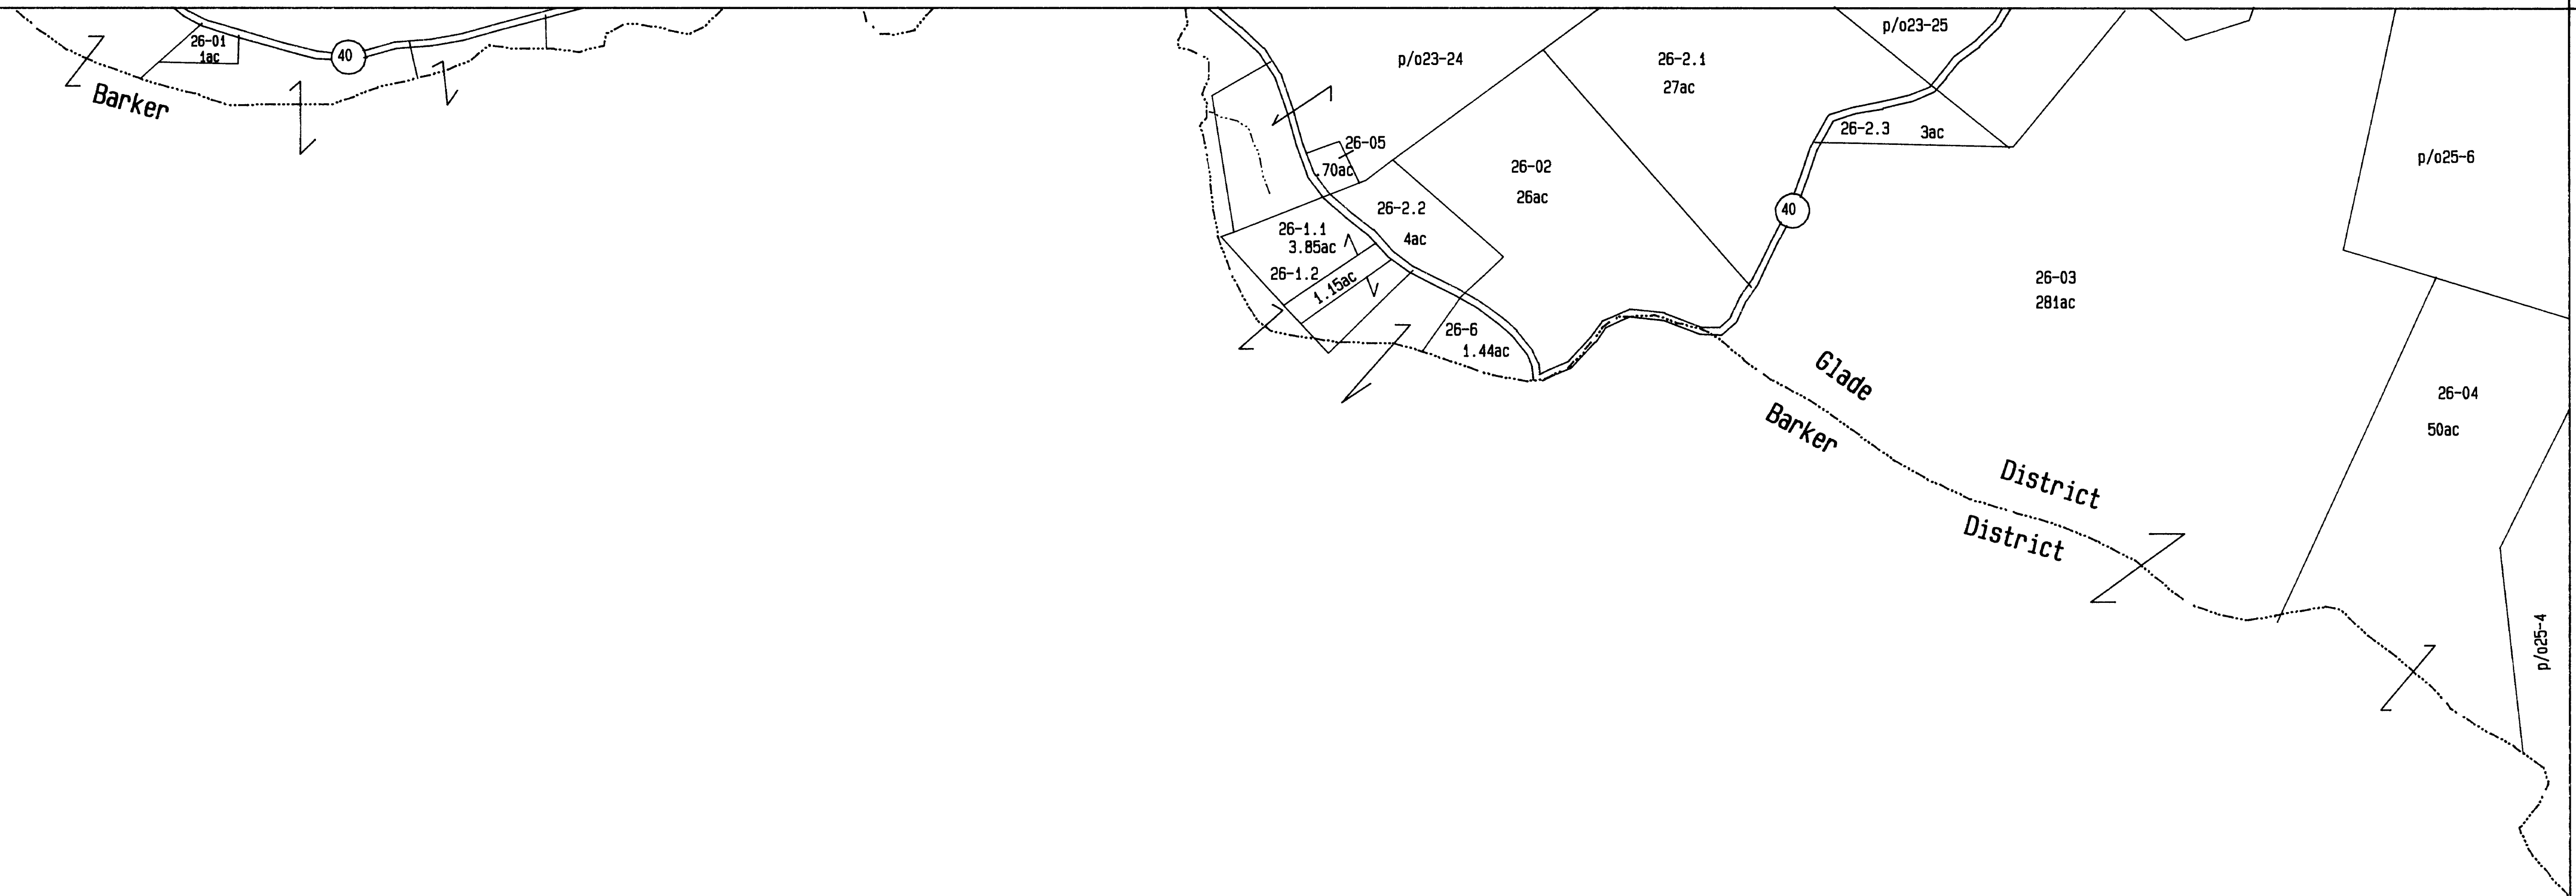 26-01
1ac
40
Barker
p/o23-24
26-2.1
27ac
p/o23-25
26-2.3 3ac
26-05
.70ac
26-02
26ac
p/o25-6
26-2.2
4ac
40
26-1.1
3.85ac
26-1.2
1.15ac
26-03
281ac
26-6
1.44ac
Glade
Barker
26-04
50ac
District
District
p/o25-4